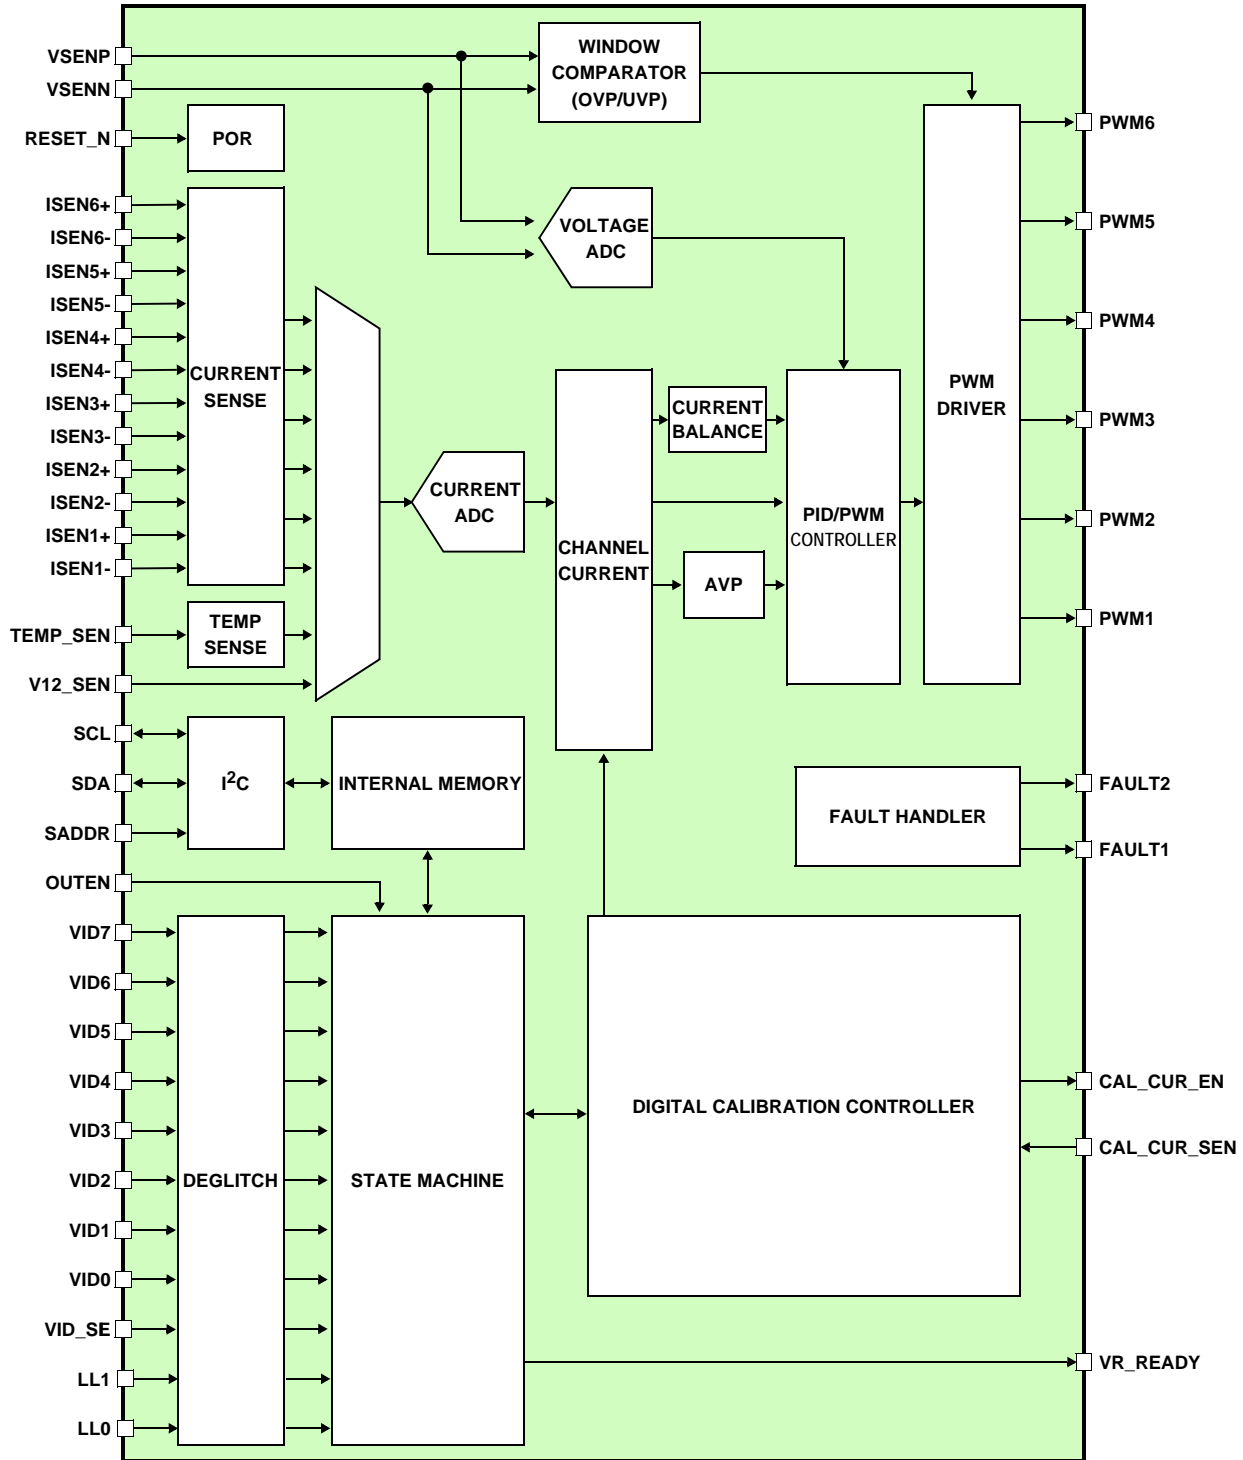 VSENP
VSENN
RESET_N
ISEN6+
ISEN6-
ISEN5+
ISEN5-
ISEN4+
ISEN4-
ISEN3+
ISEN3-
ISEN2+
ISEN2-
ISEN1+
ISEN1-
TEMP_SEN
V12_SEN
SCL
SDA
SADDR
OUTEN
VID7
VID6
VID5
VID4
VID3
VID2
VID1
VID0
VID_SE
LL1
LL0
WINDOW
COMPARATOR
(OVP/UVP)
POR
VOLTAGE
ADC
CURRENT
SENSE
TEMP
SENSE
CURRENT
ADC
CHANNEL
CURRENT
CURRENT
BALANCE
AVP
PID/PWM
CONTROLLER
PWM
DRIVER
I2C
INTERNAL MEMORY
FAULT HANDLER
DEGLITCH
STATE MACHINE
DIGITAL CALIBRATION CONTROLLER
PWM6
PWM5
PWM4
PWM3
PWM2
PWM1
FAULT2
FAULT1
CAL_CUR_EN
CAL_CUR_SEN
VR_READY